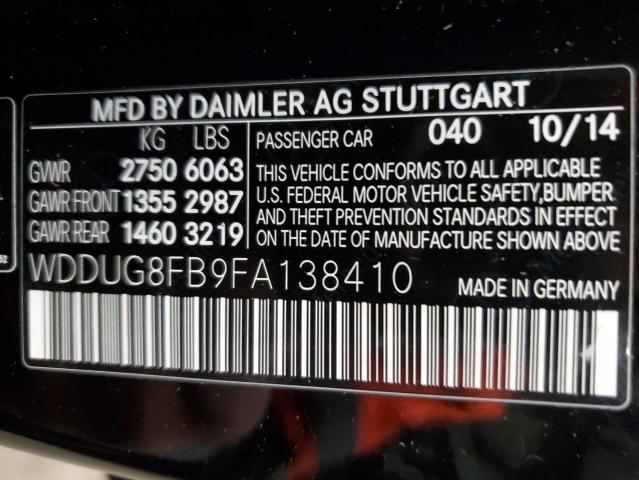 MFD BY DAIMLER AG STUTTGART
KG LBS
GVWR 2750 6063
GAWR FRONT 1355 2987
GAWR REAR 1460 3219
PASSENGER CAR 040 10/14
THIS VEHICLE CONFORMS TO ALL APPLICABLE
U.S. FEDERAL MOTOR VEHICLE SAFETY,BUMPER
AND THEFT PREVENTION STANDARDS IN EFFECT
ON THE DATE OF MANUFACTURE SHOWN ABOVE
WDDUG8FB9FA138410 MADE IN GERMANY
52